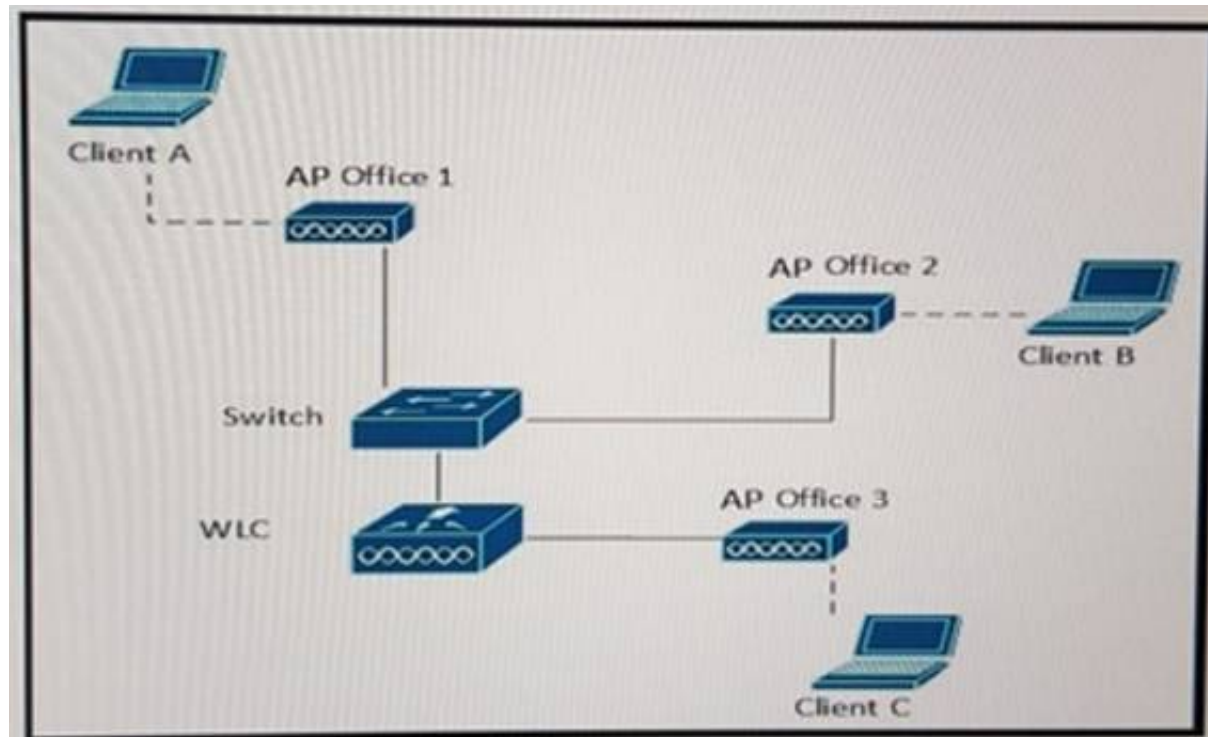 Client A
AP Office 1
AP Office 2
Client B
Switch
AP Office 3
WLC
Client C